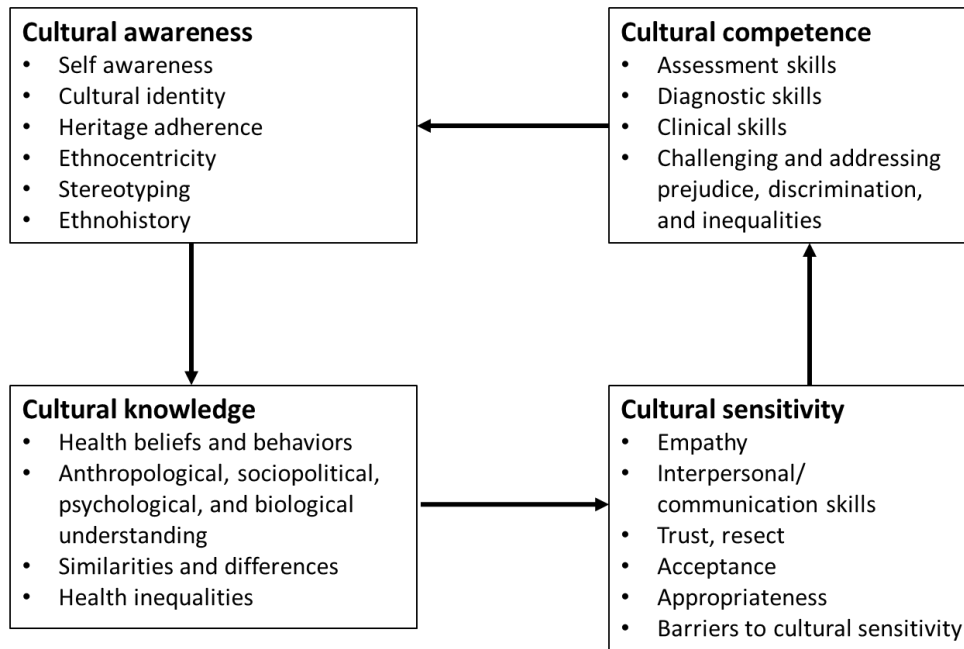 Cultural awareness
• Self awareness
• Cultural identity
• Heritage adherence
• Ethnocentricity
• Stereotyping
• Ethnohistory
Cultural competence
• Assessment skills
• Diagnostic skills
• Clinical skills
• Challenging and addressing
prejudice, discrimination,
and inequalities
Cultural knowledge
• Health beliefs and behaviors
• Anthropological, sociopolitical,
psychological, and biological
understanding
• Similarities and differences
• Health inequalities
Cultural sensitivity
• Empathy
• Interpersonal/
communication skills
• Trust, resect
• Acceptance
• Appropriateness
• Barriers to cultural sensitivity